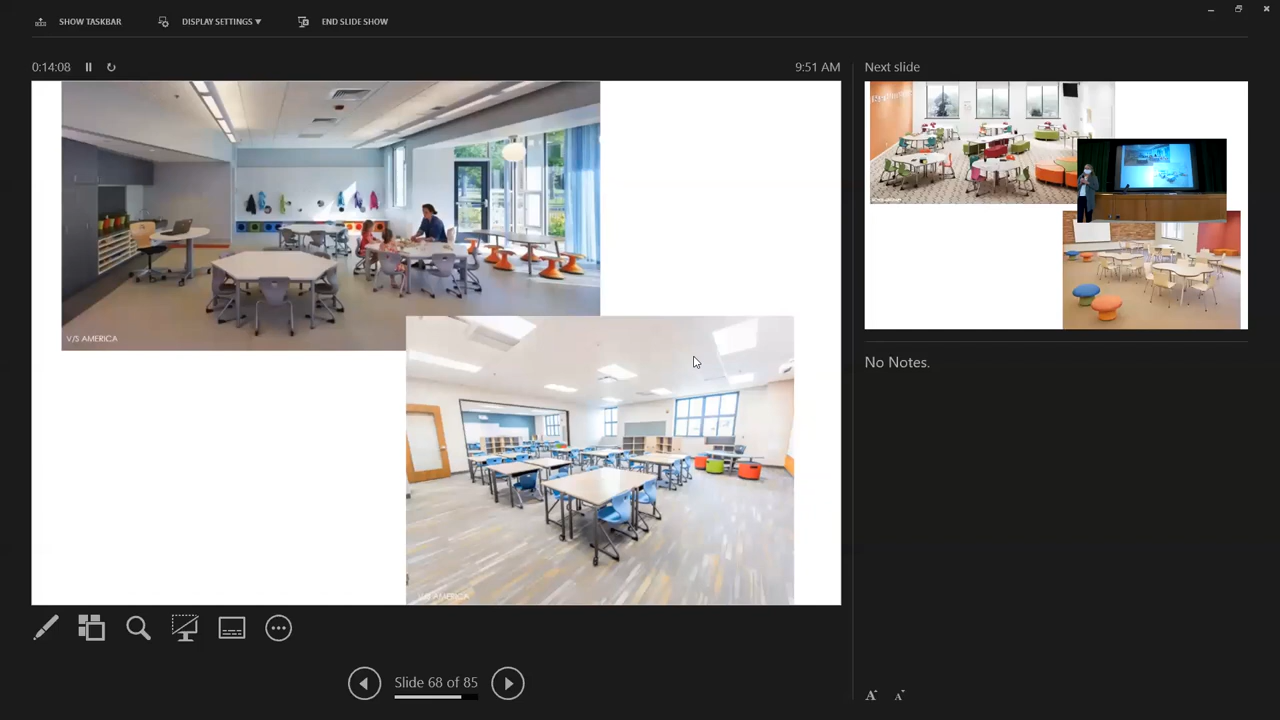 SHOW TASKBAR
DISPLAY SETTINGS ▼
END SLIDE SHOW
0:14:08
9:51 AM
Next slide
V/S AMERICA
V/S AMERICA
No Notes.
Slide 68 of 85
A
A